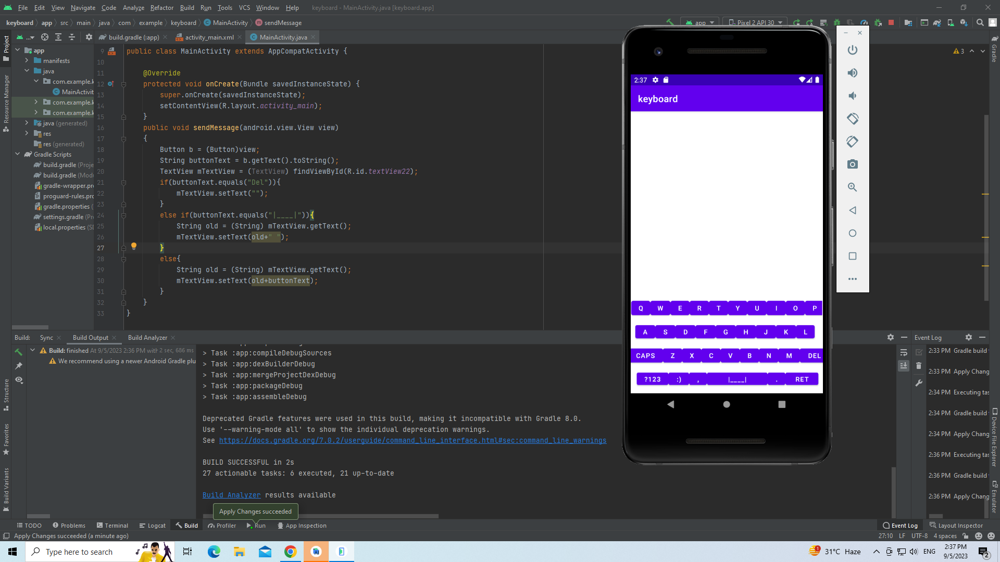 File Edit View Navigate Code Analyze Refactor Build Run Tools VCS Window Help keyboard - MainActivity.java [keyboard.app]
keyboard app src main java com example keyboard MainActivity sendMessage app Pixel 2 API 30
... build.gradle (:app) activity_main.xml MainActivity.java
Project
Resource Manager
Structure
Favorites
Build Variants
app
manifests
java
com.example.k
MainActivit
com.example.k
com.example.k
java (generated)
res
res (generated)
Gradle Scripts
build.gradle (Proje
build.gradle (Modu
gradle-wrapper.pro
proguard-rules.pro
gradle.properties (
settings.gradle (Pr
local.properties (SD
9 public class MainActivity extends AppCompatActivity {
10
11 @Override
12 protected void onCreate(Bundle savedInstanceState) {
13 super.onCreate(savedInstanceState);
14 setContentView(R.layout.activity_main);
15 }
16 public void sendMessage(android.view.View view)
17 {
18 Button b = (Button)view;
19 String buttonText = b.getText().toString();
20 TextView mTextView = (TextView) findViewById(R.id.textView22);
21 if(buttonText.equals("Del")){
22 mTextView.setText("");
23 }
24 else if(buttonText.equals("|____|")){
25 String old = (String) mTextView.getText();
26 mTextView.setText(old+" ");
27 }
28 else{
29 String old = (String) mTextView.getText();
30 mTextView.setText(old+buttonText);
31 }
32 }
33 }
3
Gradle
Device File Explorer
Emulator
2:37
keyboard
Q W E R T Y U I O P
A S D F G H J K L
CAPS Z X C V B N M DEL
?123 :) , |____| . RET
Build: Sync Build Output Build Analyzer
Build: finished At 9/5/2023 2:36 PM with 2 sec, 686 ms
We recommend using a newer Android Gradle plu
> Task :app:compileDebugSources
> Task :app:dexBuilderDebug
> Task :app:mergeProjectDexDebug
> Task :app:packageDebug
> Task :app:assembleDebug
Deprecated Gradle features were used in this build, making it incompatible with Gradle 8.0.
Use '--warning-mode all' to show the individual deprecation warnings.
See https://docs.gradle.org/7.0.2/userguide/command_line_interface.html#sec:command_line_warnings
BUILD SUCCESSFUL in 2s
27 actionable tasks: 6 executed, 21 up-to-date
Build Analyzer results available
Apply Changes succeeded
Event Log
2:33 PM Gradle build
2:33 PM Apply Chang
2:34 PM Executing tas
2:34 PM Gradle build
2:34 PM Apply Chang
2:36 PM Executing tas
2:36 PM Gradle build
2:36 PM Apply Chang
TODO Problems Terminal Logcat Build Profiler Run App Inspection Event Log Layout Inspector
Apply Changes succeeded (a minute ago) 27:10 LF UTF-8 4 spaces
Type here to search 1 31°C Haze ENG 2:37 PM
9/5/2023 2